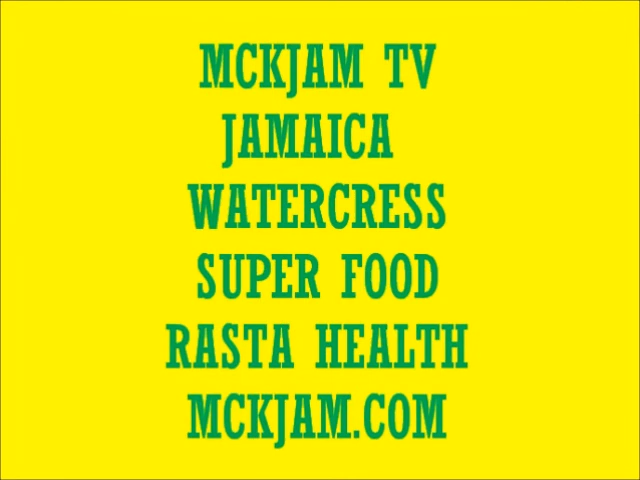 MCKJAM TV
JAMAICA
WATERCRESS
SUPER FOOD
RASTA HEALTH
MCKJAM.COM